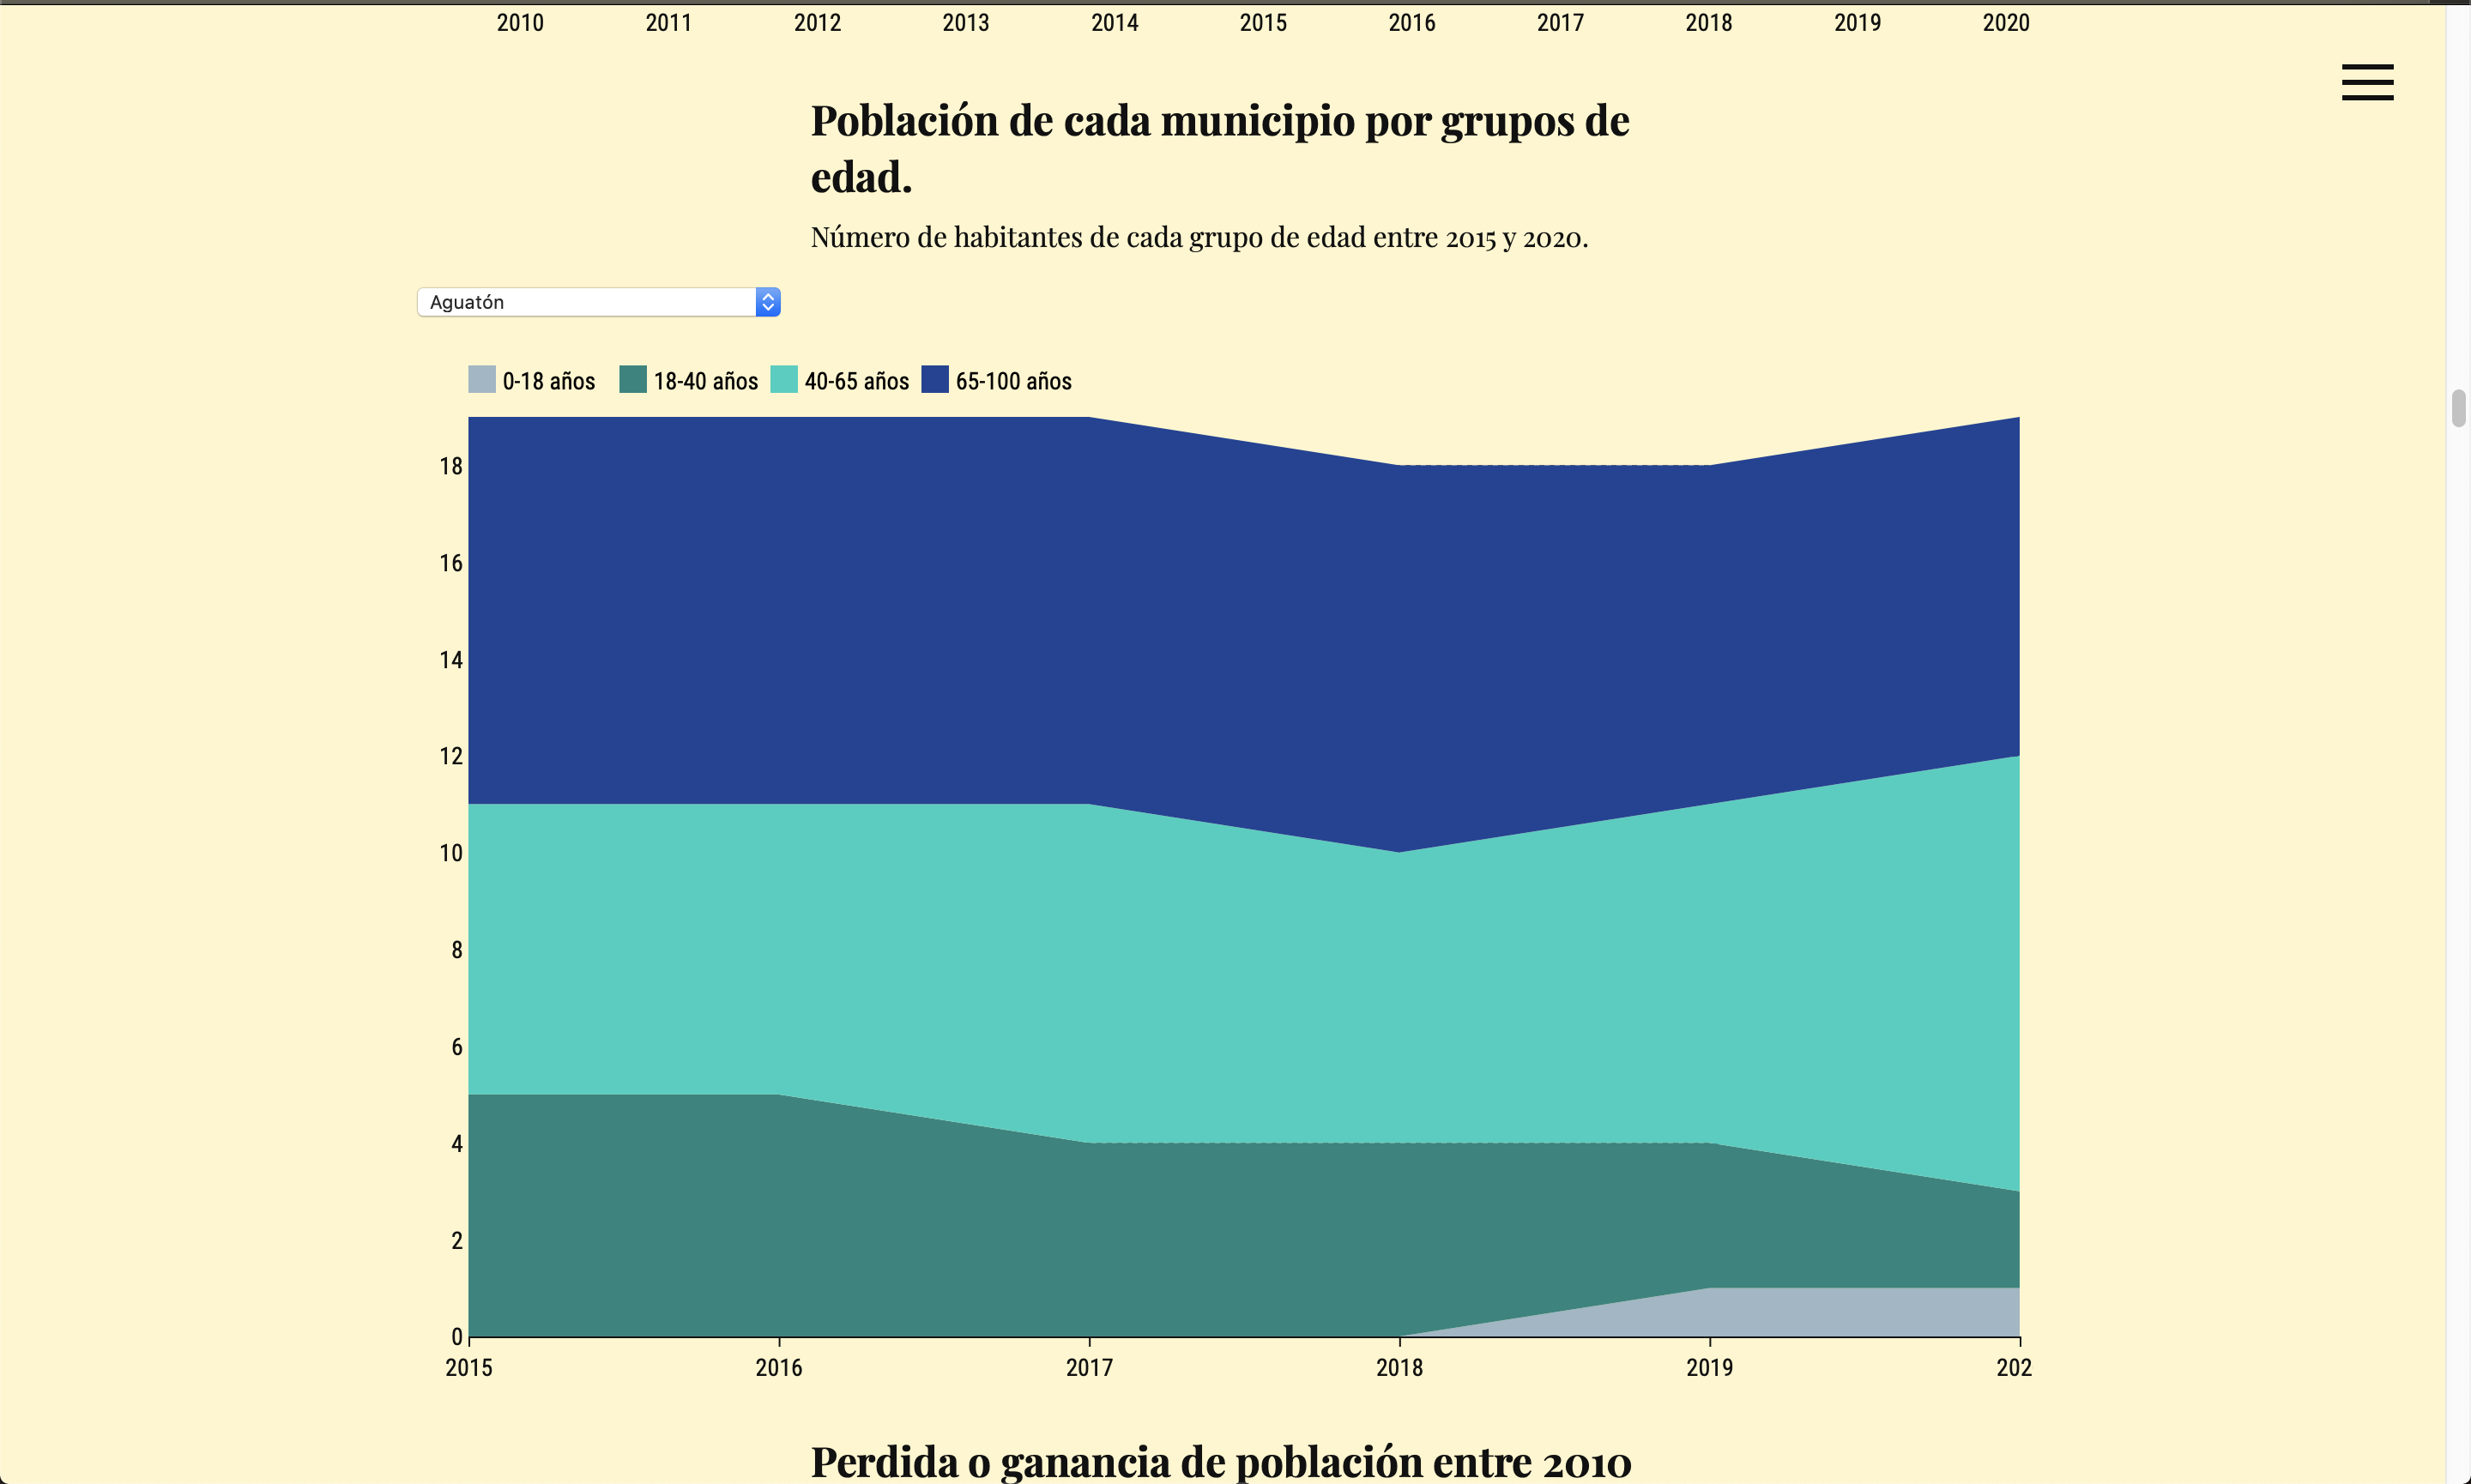 2010 2011 2012 2013 2014 2015 2016 2017 2018 2019 2020
Población de cada municipio por grupos de
edad.
Número de habitantes de cada grupo de edad entre 2015 y 2020.
Aguatón
0-18 años 18-40 años 40-65 años 65-100 años
18
16
14
12
10
8
6
4
2
0
2015 2016 2017 2018 2019 202
Perdida o ganancia de población entre 2010